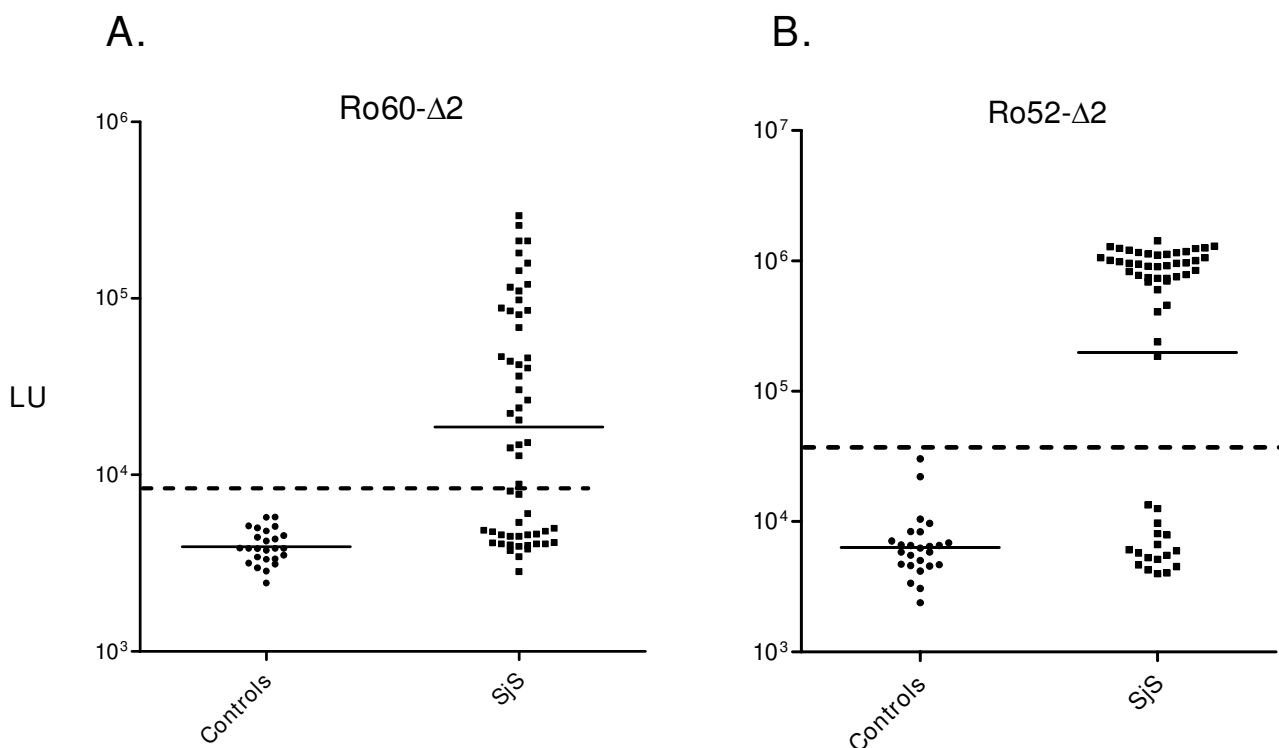 A.
Ro60-Δ2
10⁶
10⁵
LU
10⁴
10³
Controls
SjS
B.
Ro52-Δ2
10⁷
10⁶
10⁵
10⁴
10³
Controls
SjS